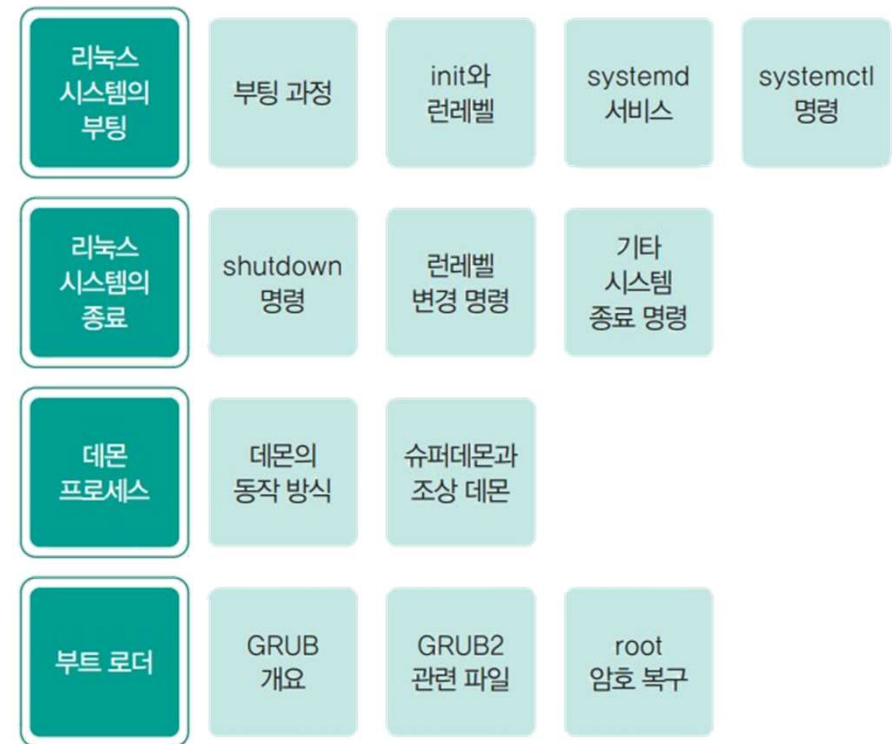 리눅스
시스템의
부팅
부팅 과정
init와
런레벨
systemd
서비스
systemctl
명령
리눅스
시스템의
종료
shutdown
명령
런레벨
변경 명령
기타
시스템
종료 명령
데몬
프로세스
데몬의
동작 방식
슈퍼데몬과
조상 데몬
부트 로더
GRUB
개요
GRUB2
관련 파일
root
암호 복구